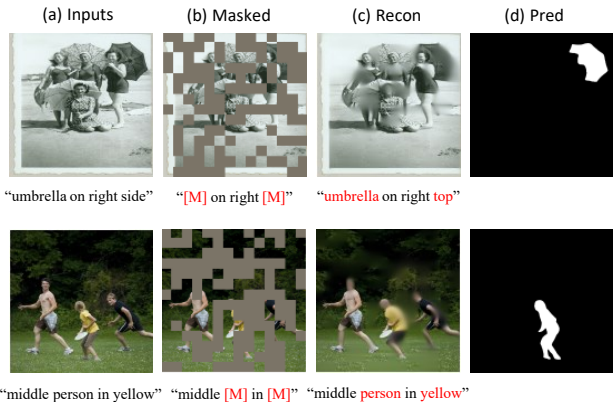 (a) Inputs (b) Masked (c) Recon (d) Pred
“umbrella on right side” “[M] on right [M]” “umbrella on right top”
“middle person in yellow” “middle [M] in [M]” “middle person in yellow”